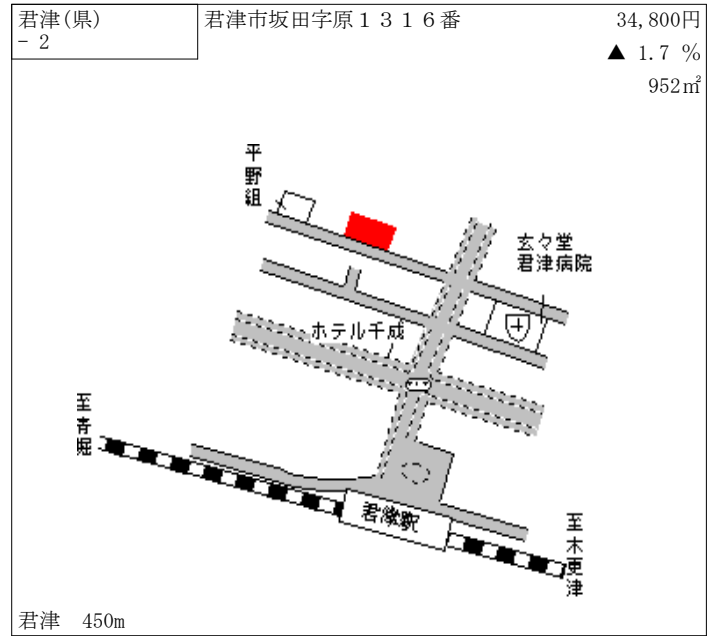 君津(県)
- 2
君津市坂田字原１３１６番
34,800円
▲ 1.7 %
952㎡
平野組
玄々堂
君津病院
ホテル千成
至青堀
君津駅
至木更津
君津 450m